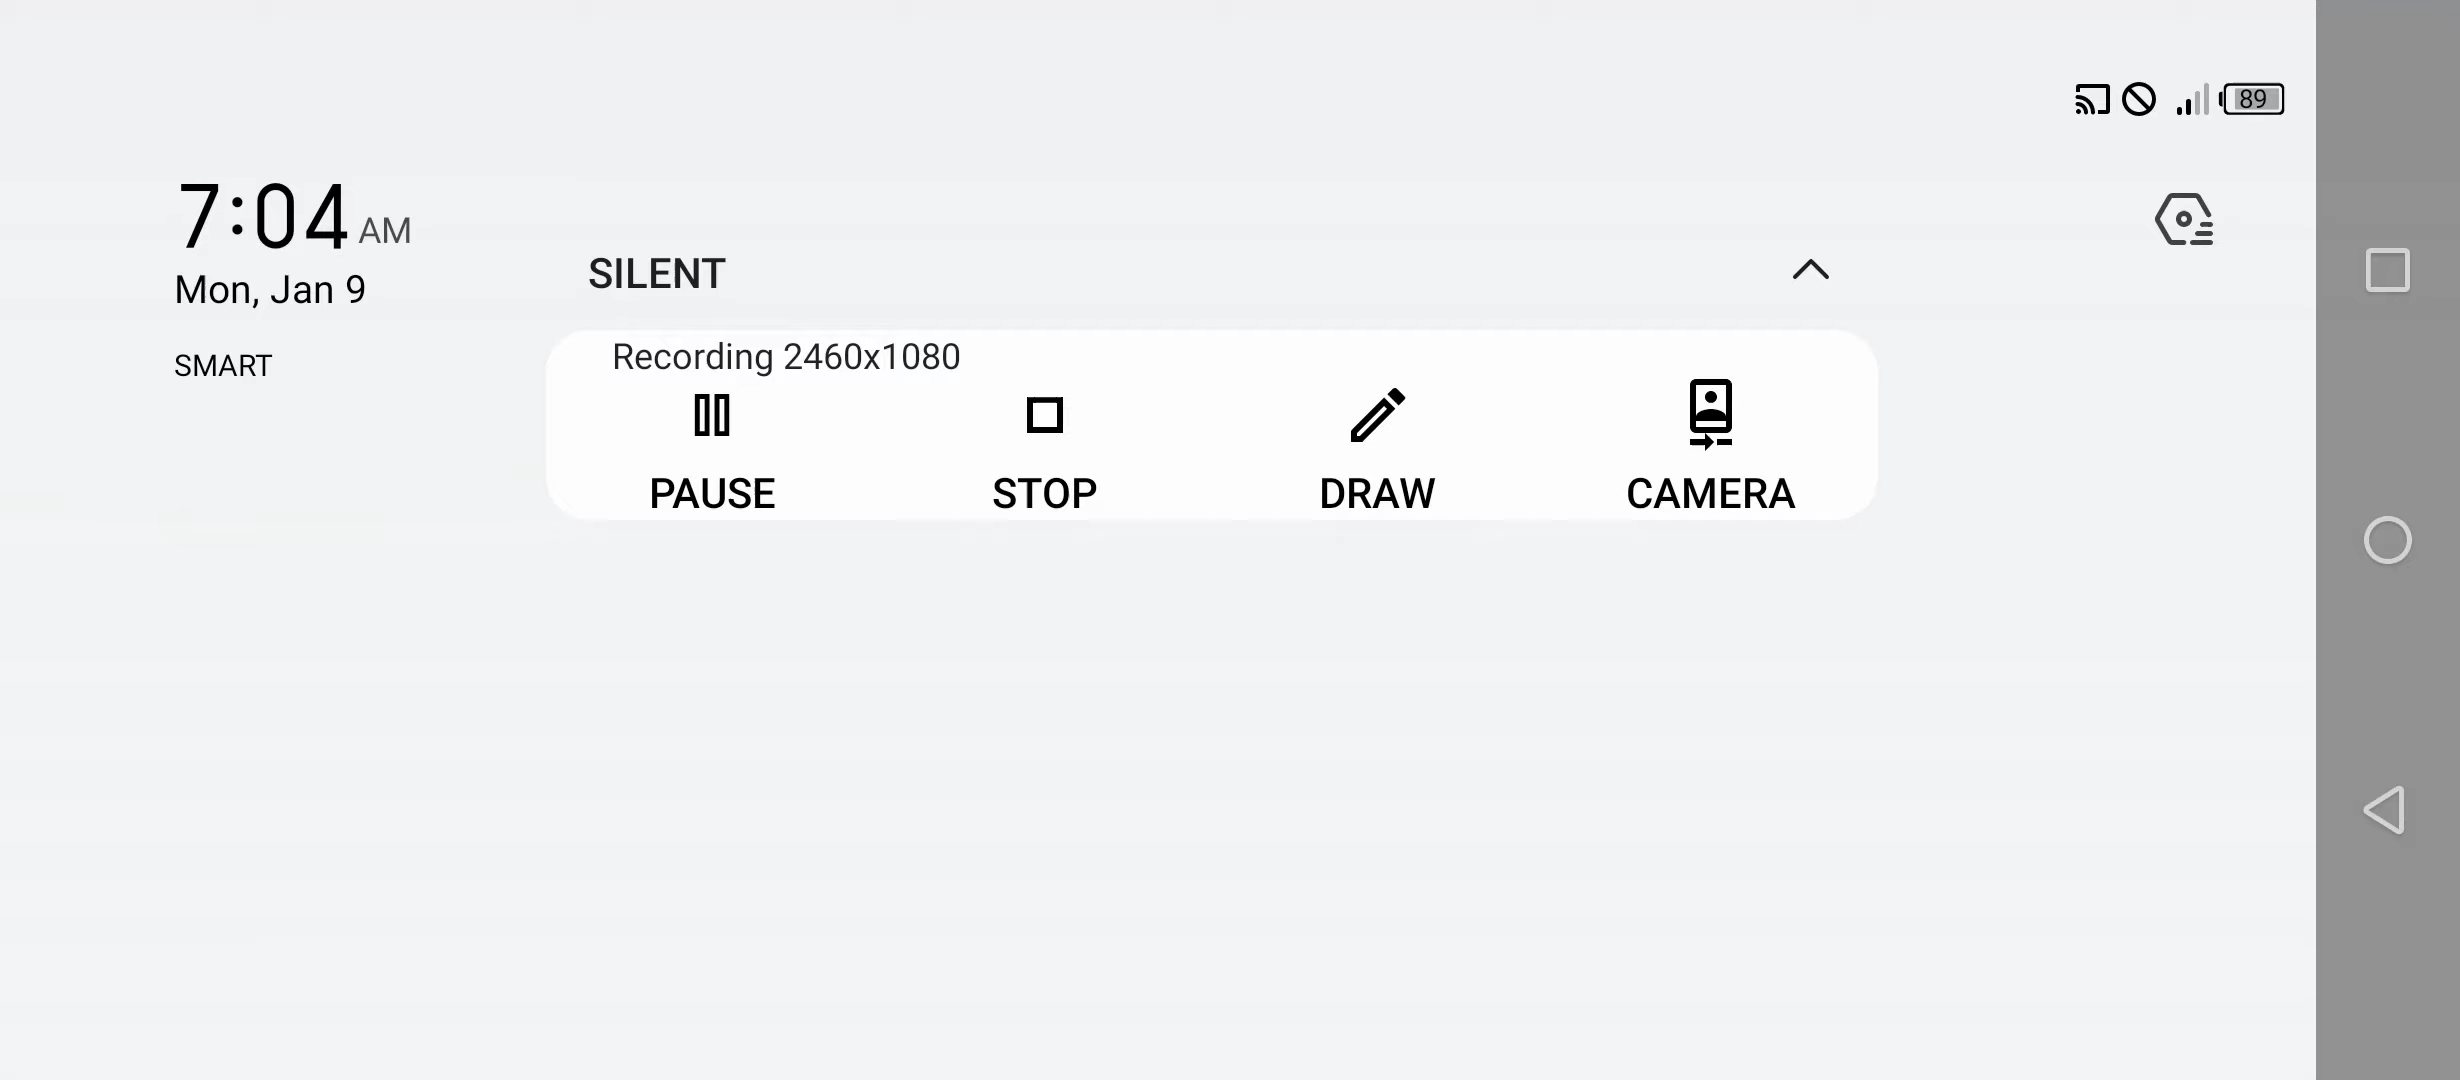 89
7:04 AM
Mon, Jan 9
SMART
SILENT
Recording 2460x1080
PAUSE
STOP
DRAW
CAMERA